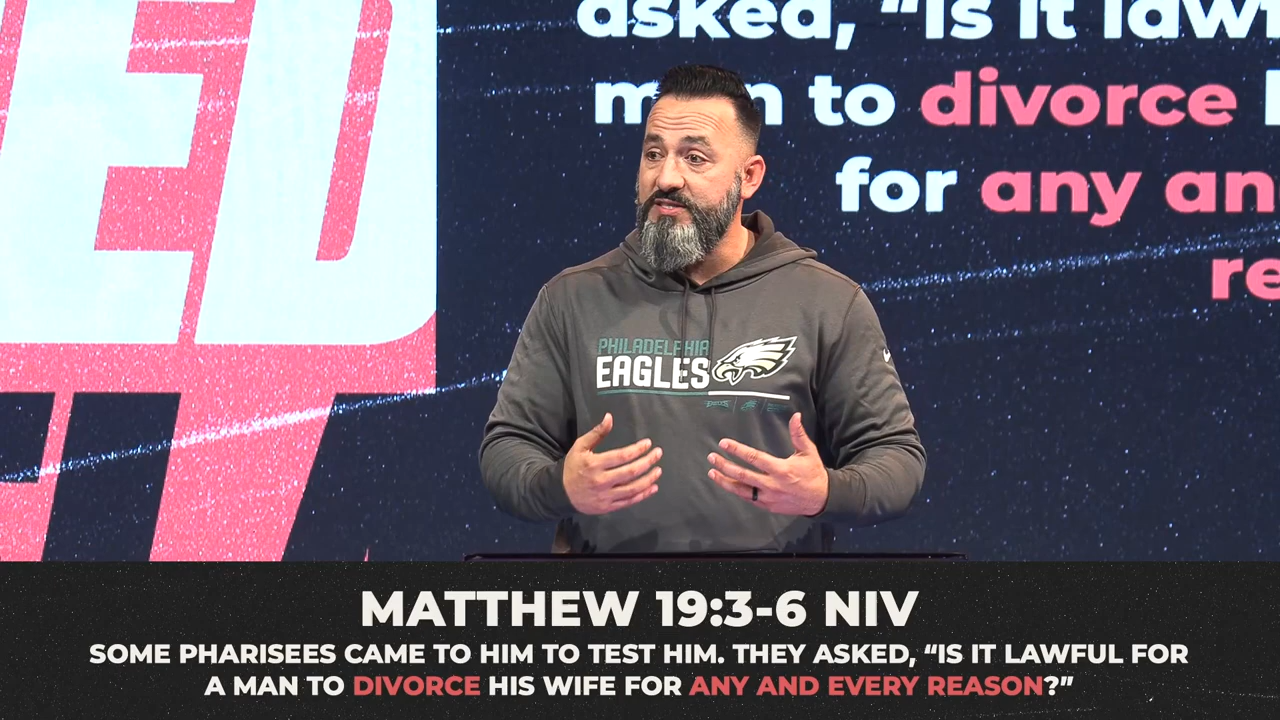 ED
asked, “Is it
man to divorce
for any an
re
PHILADELPHIA
EAGLES
MATTHEW 19:3-6 NIV
SOME PHARISEES CAME TO HIM TO TEST HIM. THEY ASKED, “IS IT LAWFUL FOR
A MAN TO DIVORCE HIS WIFE FOR ANY AND EVERY REASON?”